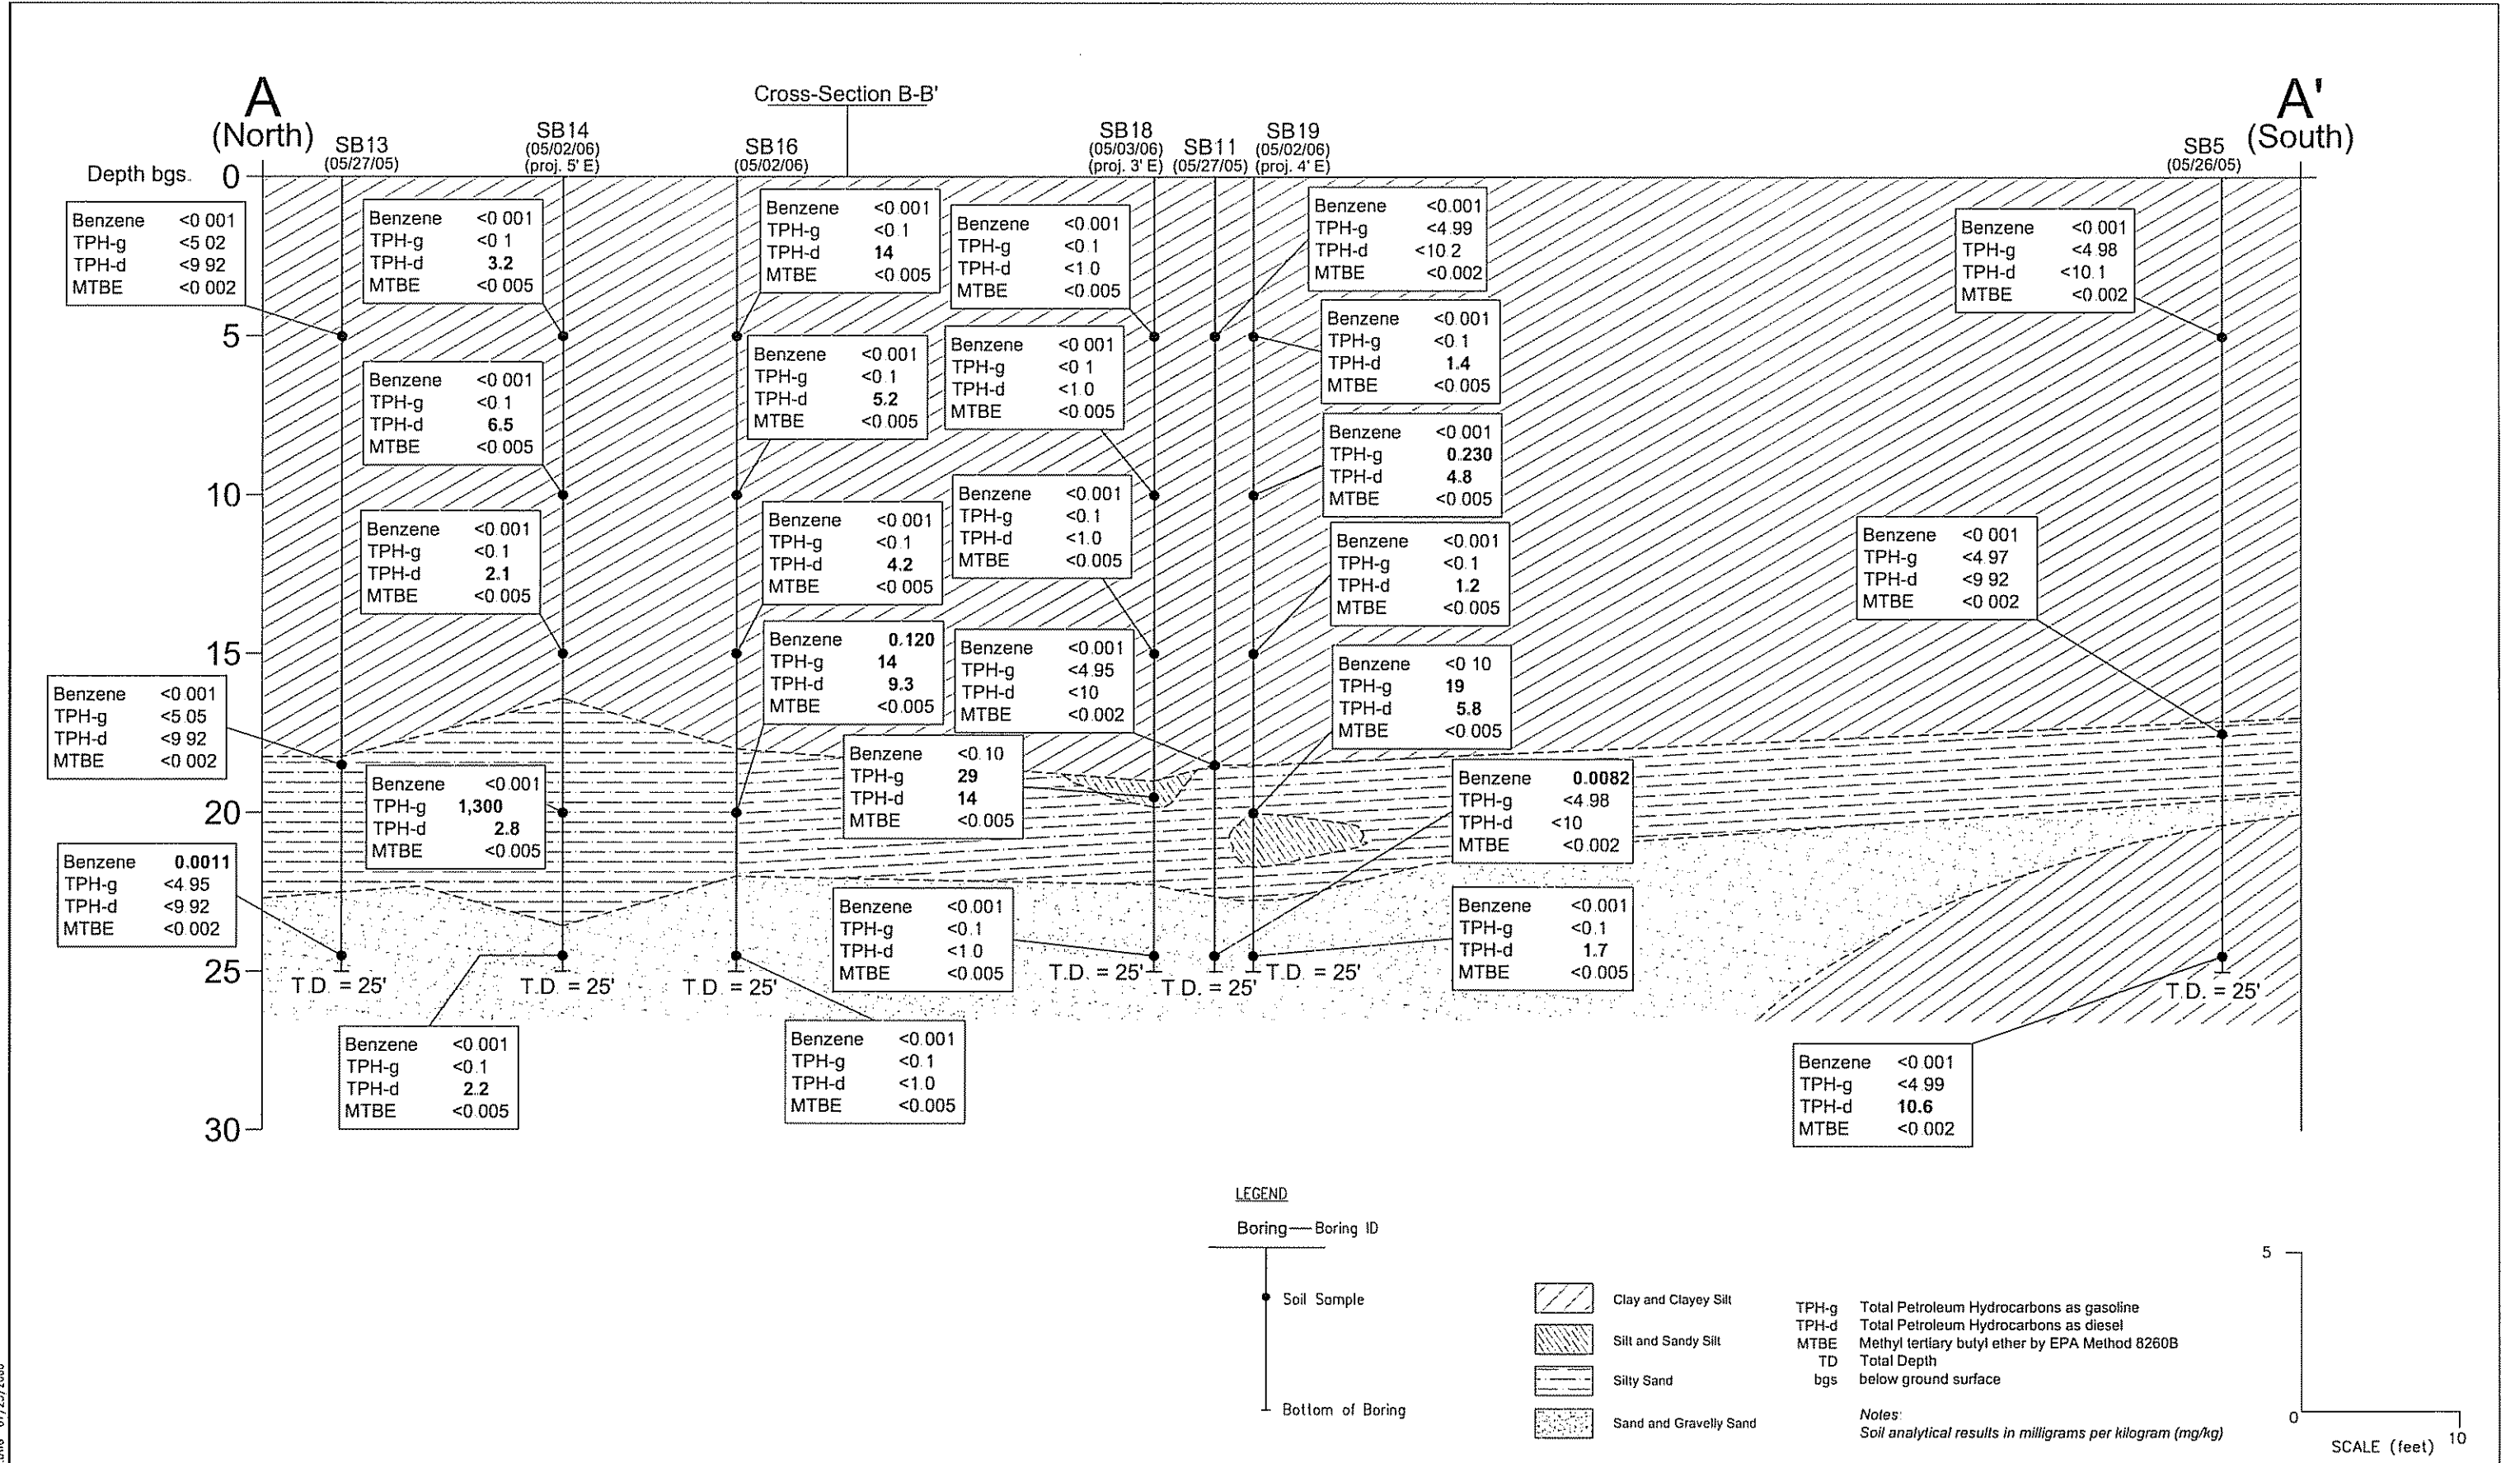 A
(North)
Cross-Section B-B'
A'
(South)
SB13
(05/27/05)
SB14
(05/02/06)
(proj. 5' E)
SB16
(05/02/06)
SB18
(05/03/06)
(proj. 3' E)
SB11
(05/27/05)
SB19
(05/02/06)
(proj. 4' E)
SB5
(05/26/05)
Depth bgs.
0
5
10
15
20
25
30
Benzene <0 001
TPH-g <5 02
TPH-d <9 92
MTBE <0 002
Benzene <0 001
TPH-g <5 05
TPH-d <9 92
MTBE <0 002
Benzene 0.0011
TPH-g <4 95
TPH-d <9 92
MTBE <0 002
T.D. = 25'
Benzene <0 001
TPH-g <0 1
TPH-d 3.2
MTBE <0 005
Benzene <0 001
TPH-g <0 1
TPH-d 6.5
MTBE <0 005
Benzene <0.001
TPH-g <0.1
TPH-d 2.1
MTBE <0.005
Benzene <0.001
TPH-g 1,300
TPH-d 2.8
MTBE <0.005
T.D. = 25'
Benzene <0.001
TPH-g <0.1
TPH-d 2.2
MTBE <0.005
Benzene <0 001
TPH-g <0 1
TPH-d 14
MTBE <0 005
Benzene <0 001
TPH-g <0 1
TPH-d 5.2
MTBE <0 005
Benzene <0 001
TPH-g <0 1
TPH-d 4.2
MTBE <0 005
Benzene 0.120
TPH-g 14
TPH-d 9.3
MTBE <0.005
T.D. = 25'
Benzene <0.001
TPH-g <0.1
TPH-d <1 0
MTBE <0.005
Benzene <0.001
TPH-g <0.1
TPH-d <1.0
MTBE <0.005
Benzene <0 001
TPH-g <0 1
TPH-d <1 0
MTBE <0.005
Benzene <0.001
TPH-g <0.1
TPH-d <1.0
MTBE <0.005
Benzene <0.10
TPH-g 29
TPH-d 14
MTBE <0.005
Benzene <0.001
TPH-g <0.1
TPH-d <1 0
MTBE <0.005
T.D. = 25'
Benzene <0.001
TPH-g <4.99
TPH-d <10.2
MTBE <0.002
Benzene <0.001
TPH-g <4.95
TPH-d <10
MTBE <0.002
Benzene 0.0082
TPH-g <4 98
TPH-d <10
MTBE <0.002
T D. = 25'
Benzene <0.001
TPH-g <0.1
TPH-d 1.4
MTBE <0.005
Benzene <0.001
TPH-g 0.230
TPH-d 4.8
MTBE <0 005
Benzene <0.001
TPH-g <0.1
TPH-d 1.2
MTBE <0.005
Benzene <0 10
TPH-g 19
TPH-d 5.8
MTBE <0.005
Benzene <0.001
TPH-g <0.1
TPH-d 1.7
MTBE <0.005
T.D. = 25'
Benzene <0.001
TPH-g <4.98
TPH-d <10.1
MTBE <0.002
Benzene <0 001
TPH-g <4.97
TPH-d <9 92
MTBE <0 002
T.D. = 25'
Benzene <0.001
TPH-g <4 99
TPH-d 10.6
MTBE <0 002
LEGEND
Boring Boring ID
Soil Sample
Bottom of Boring
Clay and Clayey Silt
Silt and Sandy Silt
Silty Sand
Sand and Gravelly Sand
TPH-g Total Petroleum Hydrocarbons as gasoline
TPH-d Total Petroleum Hydrocarbons as diesel
MTBE Methyl tertiary butyl ether by EPA Method 8260B
TD Total Depth
bgs below ground surface
Notes:
Soil analytical results in milligrams per kilogram (mg/kg)
5
0
10
SCALE (feet)